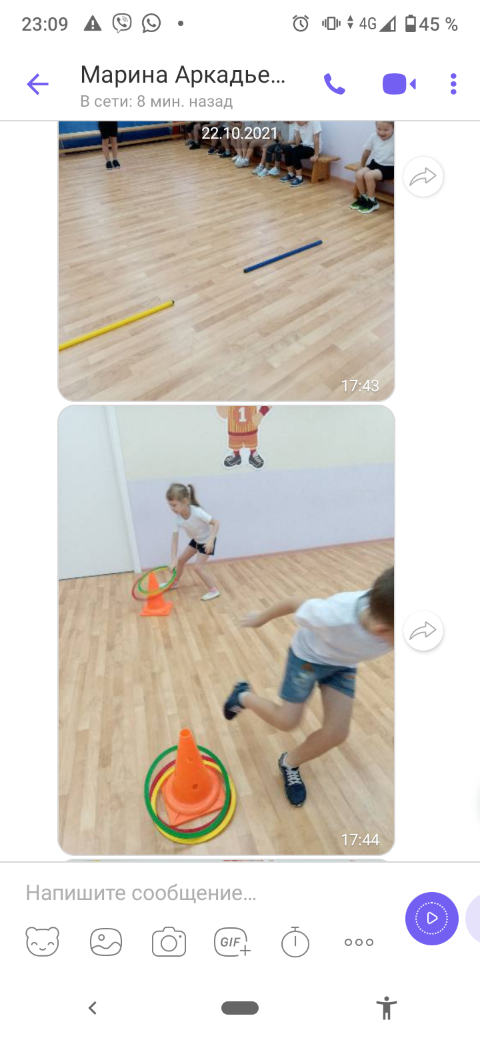 23:09
4G 45 %
Марина Аркадье...
В сети: 8 мин. назад
22.10.2021
17:43
1
17:44
Напишите сообщение...
GIF